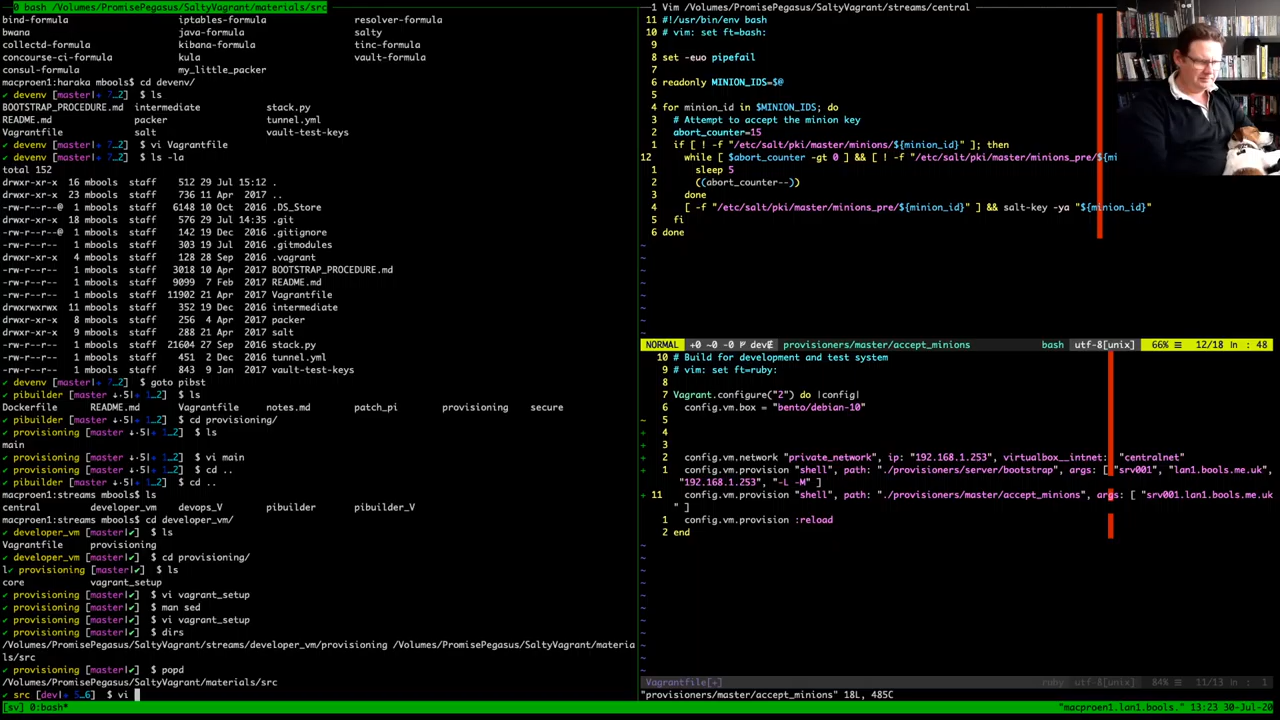 0 bash /Volumes/PromisePegasus/SaltyVagrant/materials/src
bind-formula iptables-formula resolver-formula
bwana java-formula salty
collectd-formula kibana-formula tinc-formula
concourse-ci-formula kula vault-formula
consul-formula my_little_packer
macproen1:haraka mbools$ cd devenv/
✔ devenv [master|✚ 7…2] $ ls
BOOTSTRAP_PROCEDURE.md intermediate stack.py
README.md packer tunnel.yml
Vagrantfile salt vault-test-keys
✔ devenv [master|✚ 7…2] $ vi Vagrantfile
✔ devenv [master|✚ 7…2] $ ls -la
total 152
drwxr-xr-x 16 mbools staff 512 29 Jul 15:12 .
drwxr-xr-x 23 mbools staff 736 11 Apr 2017 ..
-rw-r--r--@ 1 mbools staff 6148 10 Oct 2016 .DS_Store
drwxr-xr-x 18 mbools staff 576 29 Jul 14:35 .git
-rw-r--r--@ 1 mbools staff 142 19 Dec 2016 .gitignore
-rw-r--r-- 1 mbools staff 303 19 Jul 2016 .gitmodules
drwxr-xr-x 4 mbools staff 128 28 Sep 2016 .vagrant
-rw-r--r-- 1 mbools staff 3018 10 Apr 2017 BOOTSTRAP_PROCEDURE.md
-rw-r--r-- 1 mbools staff 9099 7 Feb 2017 README.md
-rw-r--r-- 1 mbools staff 11902 21 Apr 2017 Vagrantfile
drwxrwxrwx 11 mbools staff 352 19 Dec 2016 intermediate
drwxr-xr-x 8 mbools staff 256 4 Apr 2017 packer
drwxr-xr-x 9 mbools staff 288 21 Apr 2017 salt
-rw-r--r-- 1 mbools staff 21604 27 Sep 2016 stack.py
-rw-r--r-- 1 mbools staff 451 2 Dec 2016 tunnel.yml
-rw-r--r-- 1 mbools staff 843 9 Jan 2017 vault-test-keys
✔ devenv [master|✚ 7…2] $ goto pibst
✔ pibuilder [master ↓·5|✚ 1…2] $ ls
Dockerfile README.md Vagrantfile notes.md patch_pi provisioning secure
✔ pibuilder [master ↓·5|✚ 1…2] $ cd provisioning/
✔ provisioning [master ↓·5|✚ 1…2] $ ls
main
✔ provisioning [master ↓·5|✚ 1…2] $ vi main
✔ provisioning [master ↓·5|✚ 1…2] $ cd ..
✔ pibuilder [master ↓·5|✚ 1…2] $ cd ..
macproen1:streams mbools$ ls
central developer_vm devops_V pibuilder pibuilder_V
macproen1:streams mbools$ cd developer_vm/
✔ developer_vm [master|✔] $ ls
Vagrantfile provisioning
✔ developer_vm [master|✔] $ cd provisioning/
l✔ provisioning [master|✔] $ ls
core vagrant_setup
✔ provisioning [master|✔] $ vi vagrant_setup
✔ provisioning [master|✔] $ man sed
✔ provisioning [master|✔] $ vi vagrant_setup
✔ provisioning [master|✔] $ dirs
/Volumes/PromisePegasus/SaltyVagrant/streams/developer_vm/provisioning /Volumes/PromisePegasus/SaltyVagrant/materia
ls/src
✔ provisioning [master|✔] $ popd
/Volumes/PromisePegasus/SaltyVagrant/materials/src
✔ src [dev|✚ 5…6] $ vi
1 Vim /Volumes/PromisePegasus/SaltyVagrant/streams/central
11 #!/usr/bin/env bash
10 # vim: set ft=bash:
9
8 set -euo pipefail
7
6 readonly MINION_IDS=$@
5
4 for minion_id in $MINION_IDS; do
3 # Attempt to accept the minion key
2 abort_counter=15
1 if [ ! -f "/etc/salt/pki/master/minions/${minion_id}" ]; then
12 while [ $abort_counter -gt 0 ] && [ ! -f "/etc/salt/pki/master/minions_pre/${mi
1 sleep 5
2 ((abort_counter--))
3 done
4 [ -f "/etc/salt/pki/master/minions_pre/${minion_id}" ] && salt-key -ya "${minion_id}"
5 fi
6 done
~
~
~
~
~
~
~
~
NORMAL +0 ~0 -0 provisioners/master/accept_minions bash utf-8[unix] 66% ☰ 12/18 ln : 48
10 # Build for development and test system
9 # vim: set ft=ruby:
8
7 Vagrant.configure("2") do |config|
6 config.vm.box = "bento/debian-10"
~ 5
+ 4
+ 3
+ 2 config.vm.network "private_network", ip: "192.168.1.253", virtualbox__intnet: "centralnet"
+ 1 config.vm.provision "shell", path: "./provisioners/server/bootstrap", args: [ "srv001", "lan1.bools.me.uk",
"192.168.1.253", "-L -M" ]
+ 11 config.vm.provision "shell", path: "./provisioners/master/accept_minions", args: [ "srv001.lan1.bools.me.uk
" ]
1 config.vm.provision :reload
2 end
~
~
~
~
~
~
~
~
~
~
~
Vagrantfile[+] ruby utf-8[unix] 84% ☰ 11/13 ln : 1
"provisioners/master/accept_minions" 18L, 485C
[sv] 0:bash* "macproen1.lan1.bools." 13:23 30-Jul-20